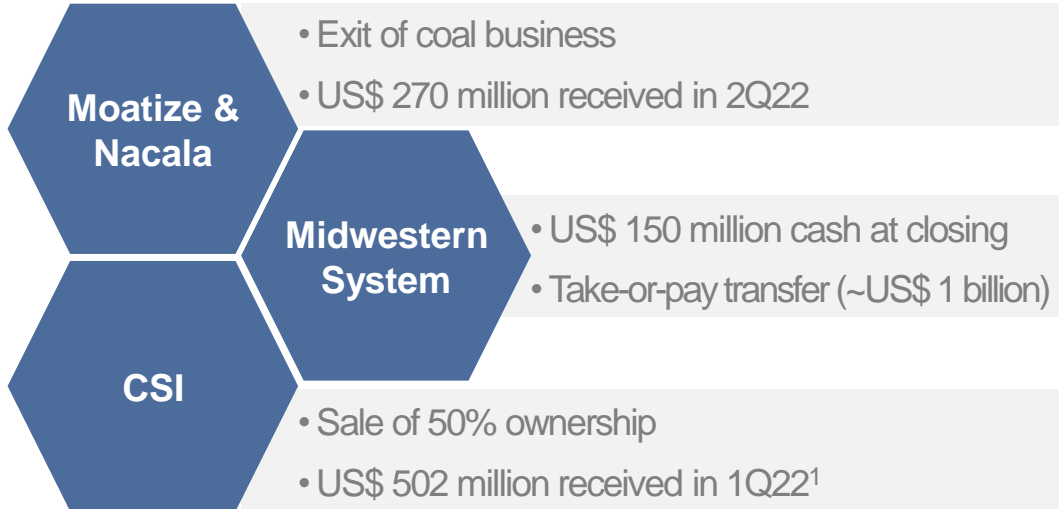 Moatize &
Nacala
• Exit of coal business
• US$ 270 million received in 2Q22
Midwestern
System
• US$ 150 million cash at closing
• Take-or-pay transfer (~US$ 1 billion)
CSI
• Sale of 50% ownership
• US$ 502 million received in 1Q22¹